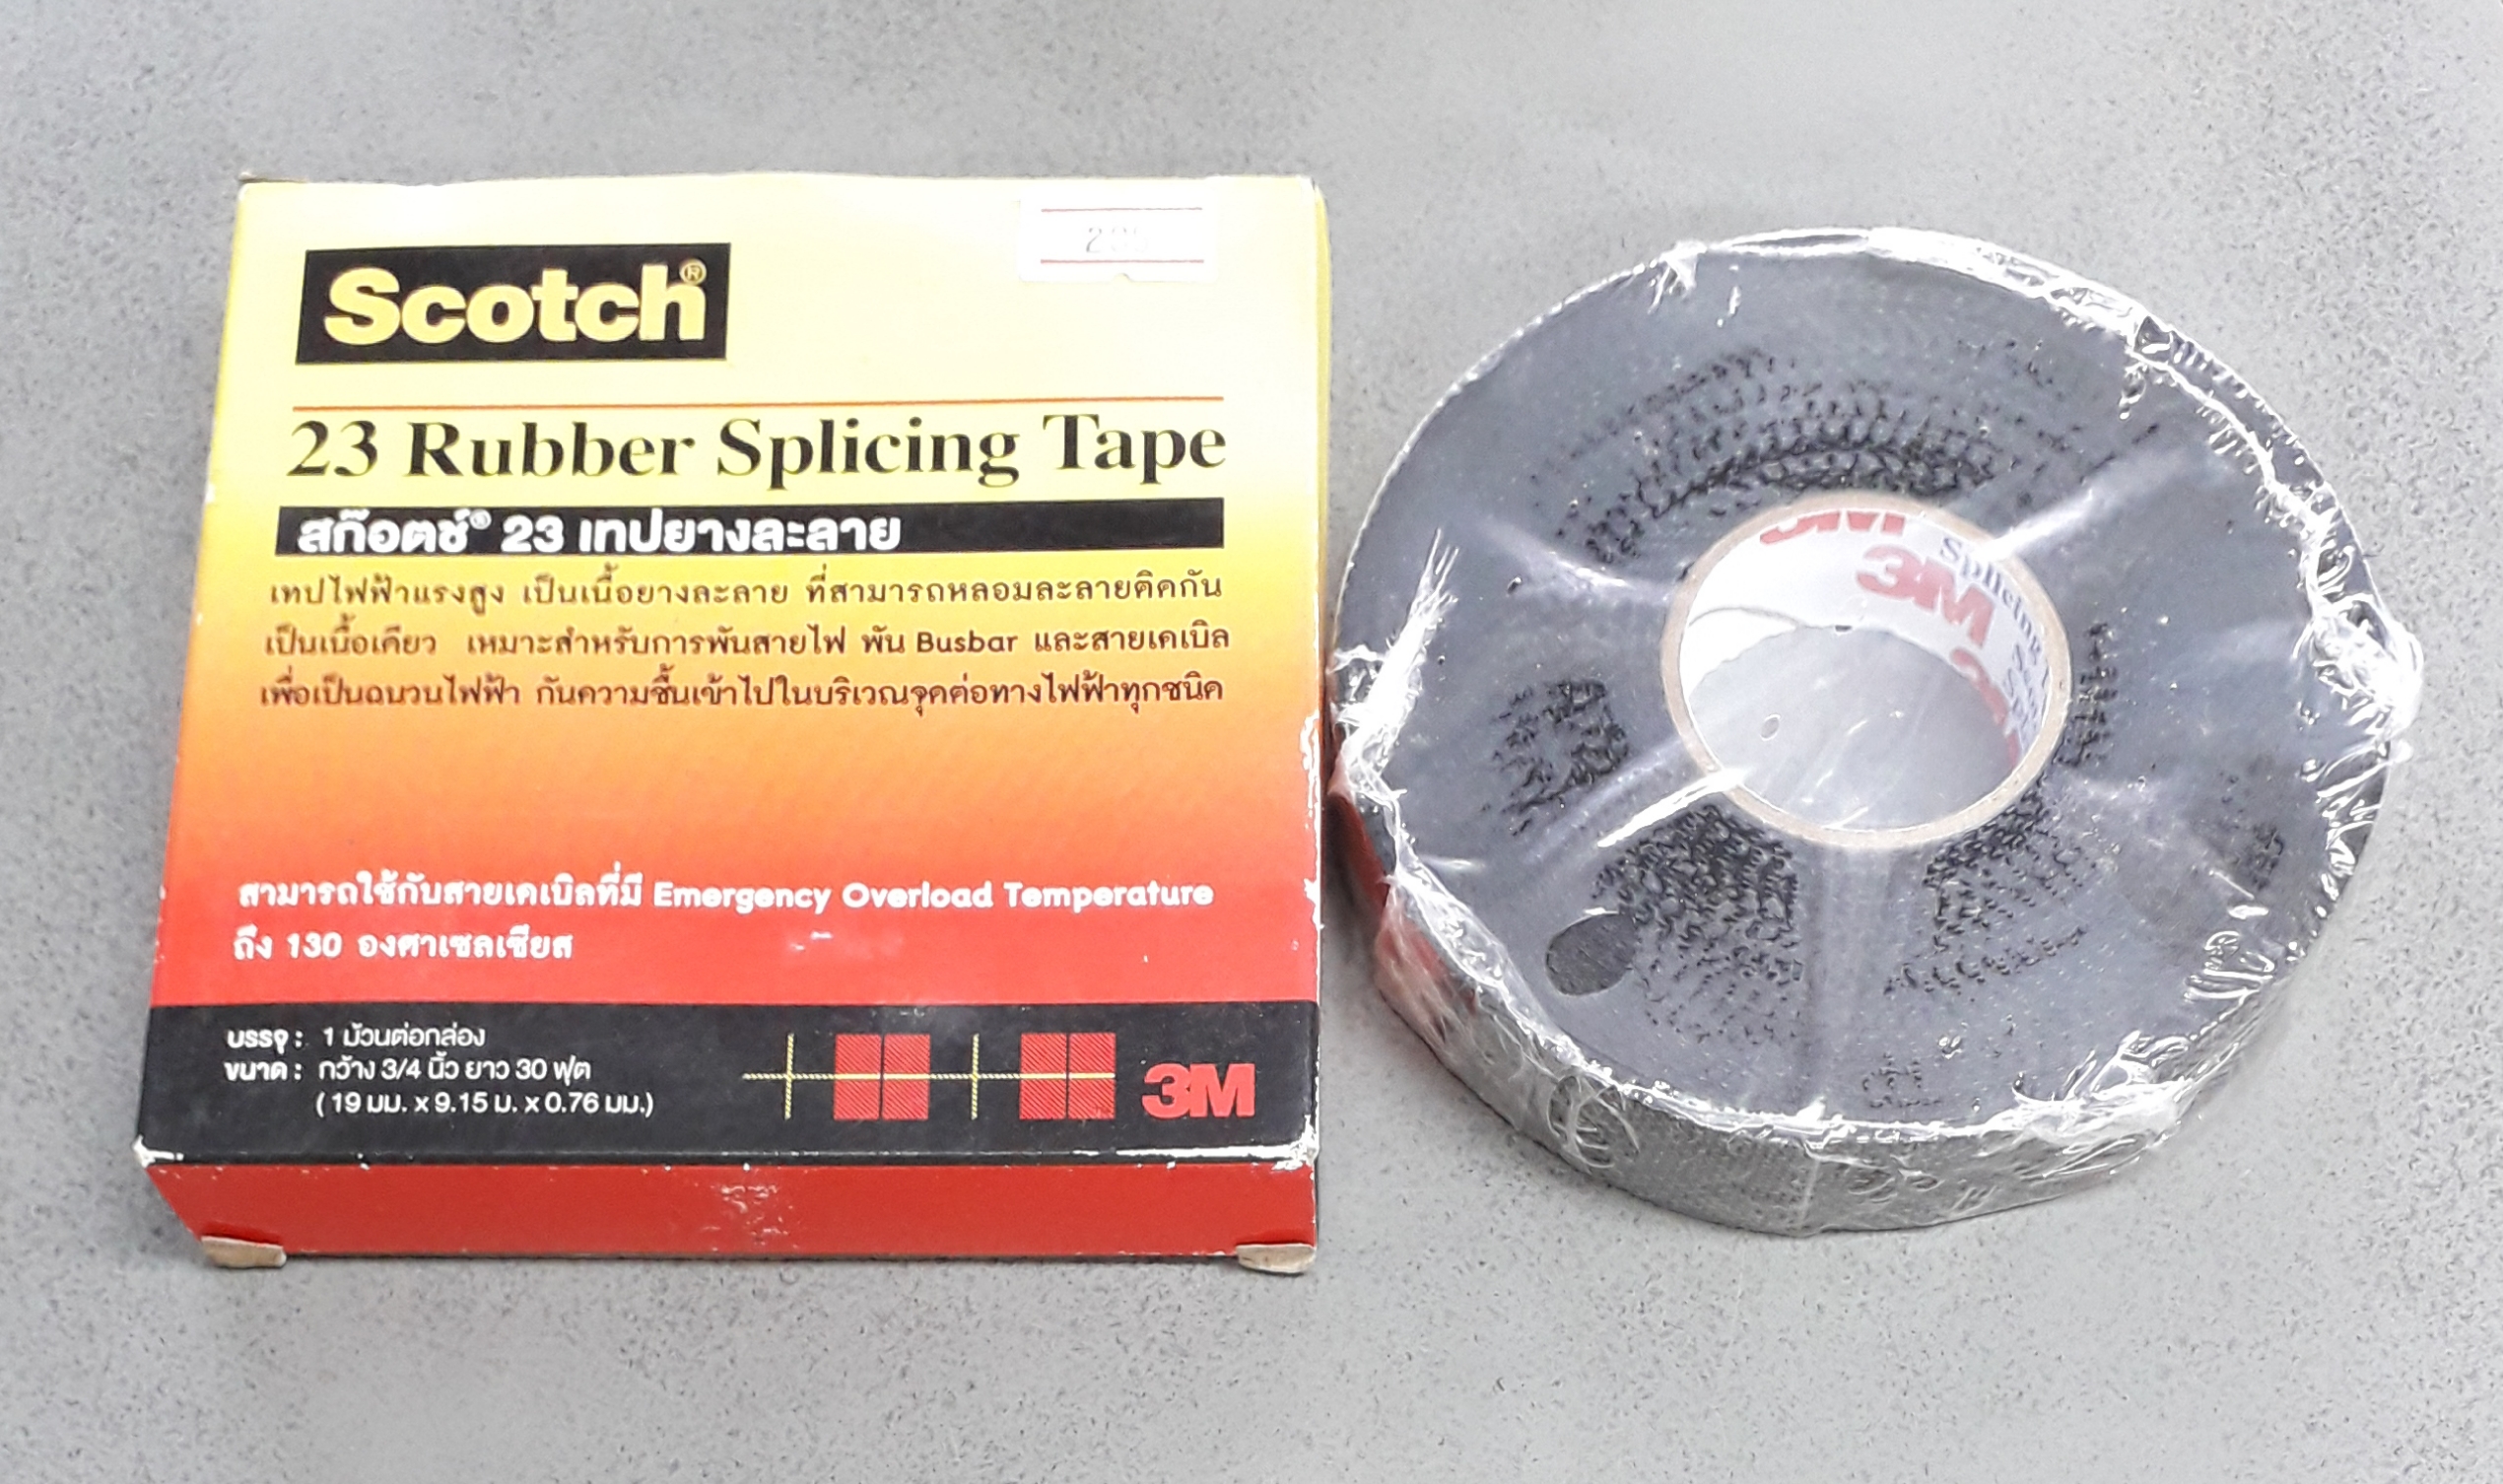 Scotch®
23 Rubber Splicing Tape
สก๊อตช์® 23 เทปยางละลาย
เทปไฟฟ้าแรงสูง เป็นเนื้อยางละลาย ที่สามารถหลอมละลายติดกัน
เป็นเนื้อเดียว เหมาะสำหรับการพันสายไฟ พัน Busbar และสายเคเบิล
เพื่อเป็นฉนวนไฟฟ้า กันความชื้นเข้าไปในบริเวณจุดต่อทางไฟฟ้าทุกชนิด
สามารถใช้กับสายเคเบิลที่มี Emergency Overload Temperature
ถึง 130 องศาเซลเซียส
บรรจุ : 1 ม้วนต่อกล่อง
ขนาด : กว้าง 3/4 นิ้ว ยาว 30 ฟุต
( 19 มม. x 9.15 ม. x 0.76 มม.)
3M
3M
3M
Splicing